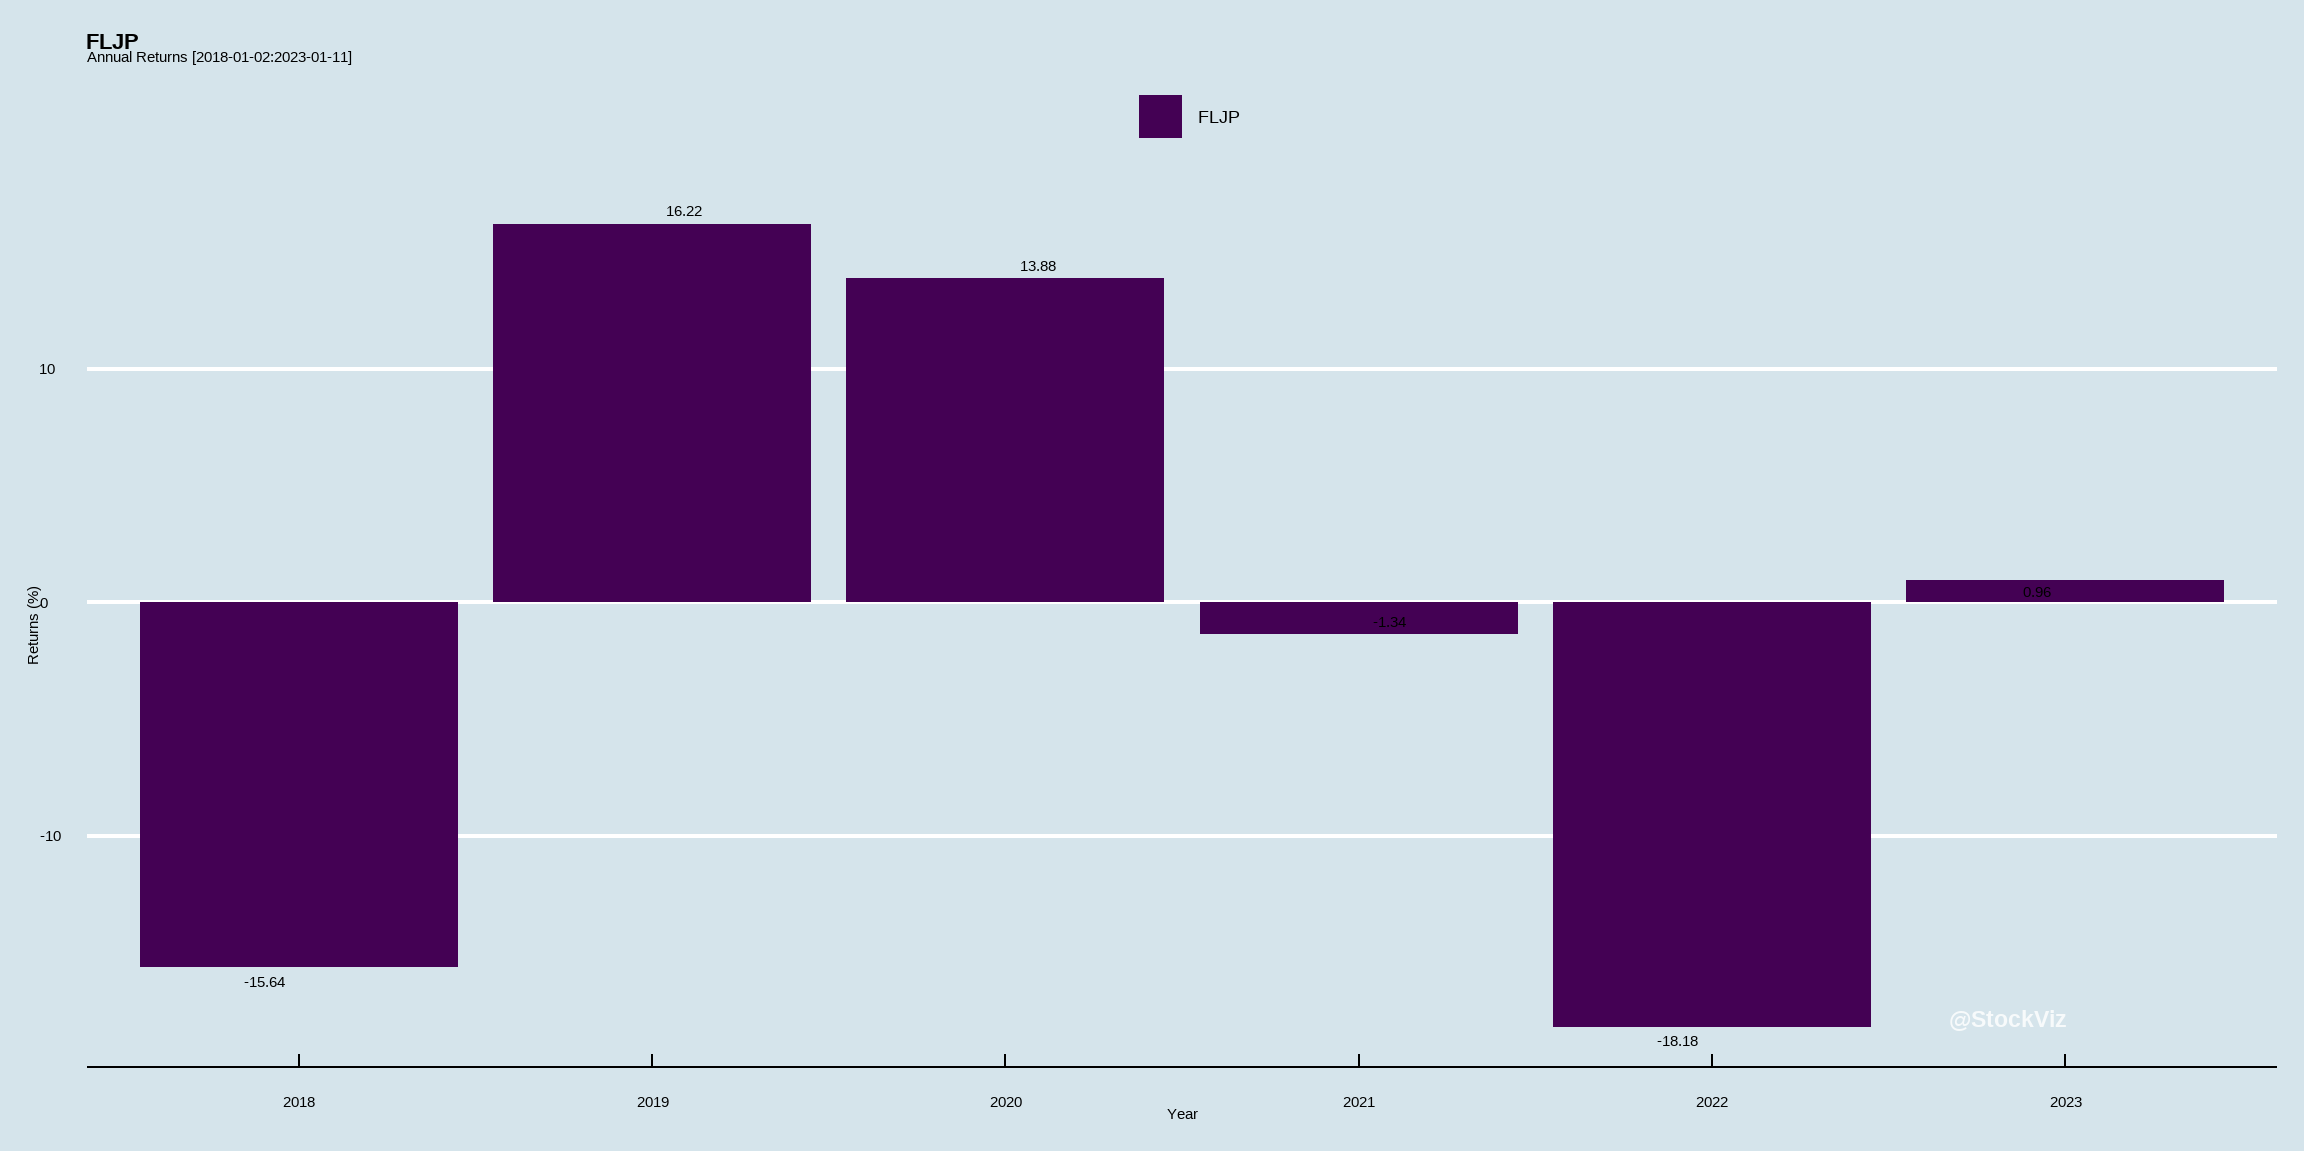 FLJP
Annual Returns [2018-01-02:2023-01-11]
FLJP
16.22
13.88
10
0
-1.34
0.96
Returns (%)
-10
-15.64
@StockViz
-18.18
2018 2019 2020 2021 2022 2023
Year